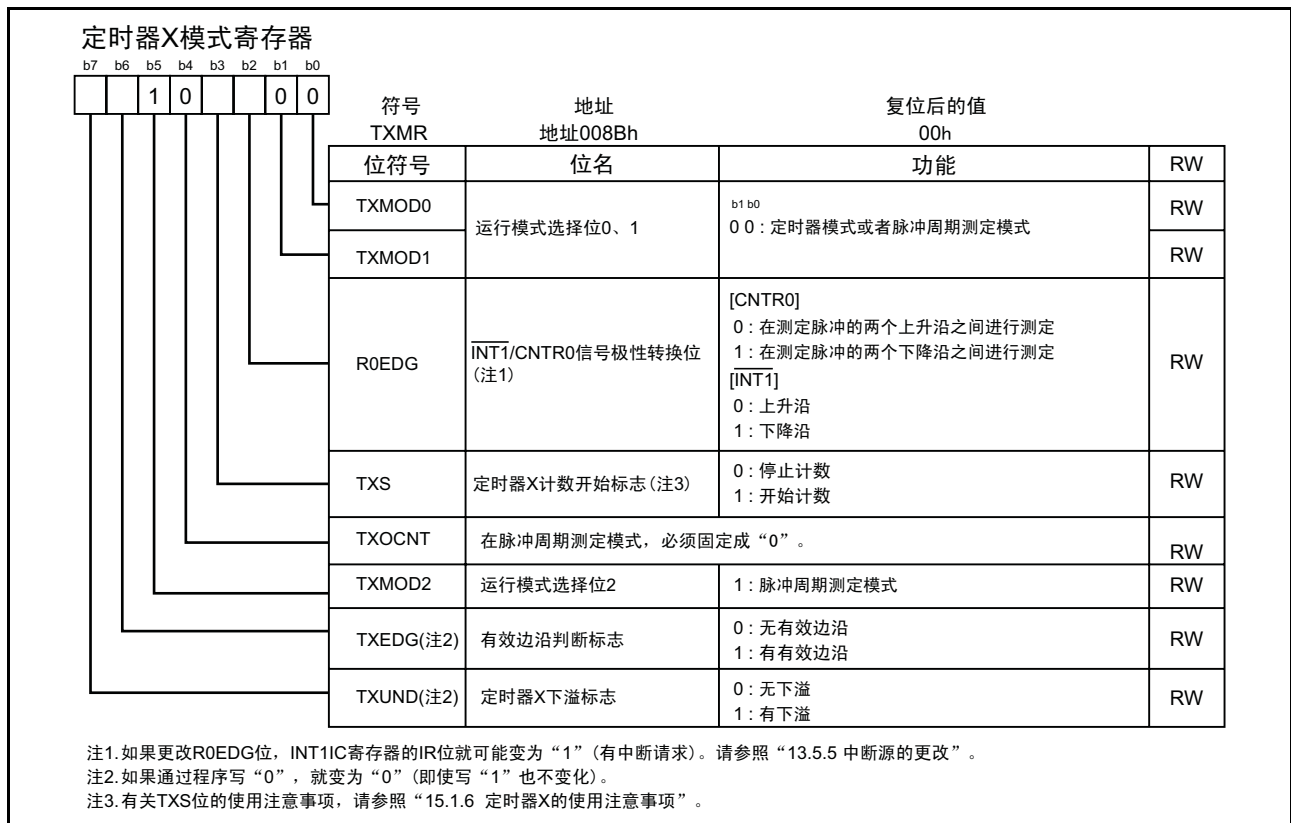 定时器X模式寄存器
b7 b6 b5 b4 b3 b2 b1 b0
1 0 0 0
符号 地址 复位后的值
TXMR 地址008Bh 00h
位符号 位名 功能 RW
TXMOD0 RW
运行模式选择位0、1
b1 b0
0 0 : 定时器模式或者脉冲周期测定模式
TXMOD1 RW
R0EDG
INT1/CNTR0信号极性转换位
(注1)
[CNTR0]
0 : 在测定脉冲的两个上升沿之间进行测定
1 : 在测定脉冲的两个下降沿之间进行测定
[INT1]
0 : 上升沿
1 : 下降沿
RW
TXS 定时器X计数开始标志(注3)
0 : 停止计数
1 : 开始计数
RW
TXOCNT 在脉冲周期测定模式，必须固定成“0”。 RW
TXMOD2 运行模式选择位2 1 : 脉冲周期测定模式 RW
TXEDG(注2) 有效边沿判断标志
0 : 无有效边沿
1 : 有有效边沿
RW
TXUND(注2) 定时器X下溢标志
0 : 无下溢
1 : 有下溢
RW
注1.如果更改R0EDG位，INT1IC寄存器的IR位就可能变为“1”(有中断请求)。请参照“13.5.5 中断源的更改”。
注2.如果通过程序写“0”，就变为“0”(即使写“1”也不变化)。
注3.有关TXS位的使用注意事项，请参照“15.1.6 定时器X的使用注意事项”。